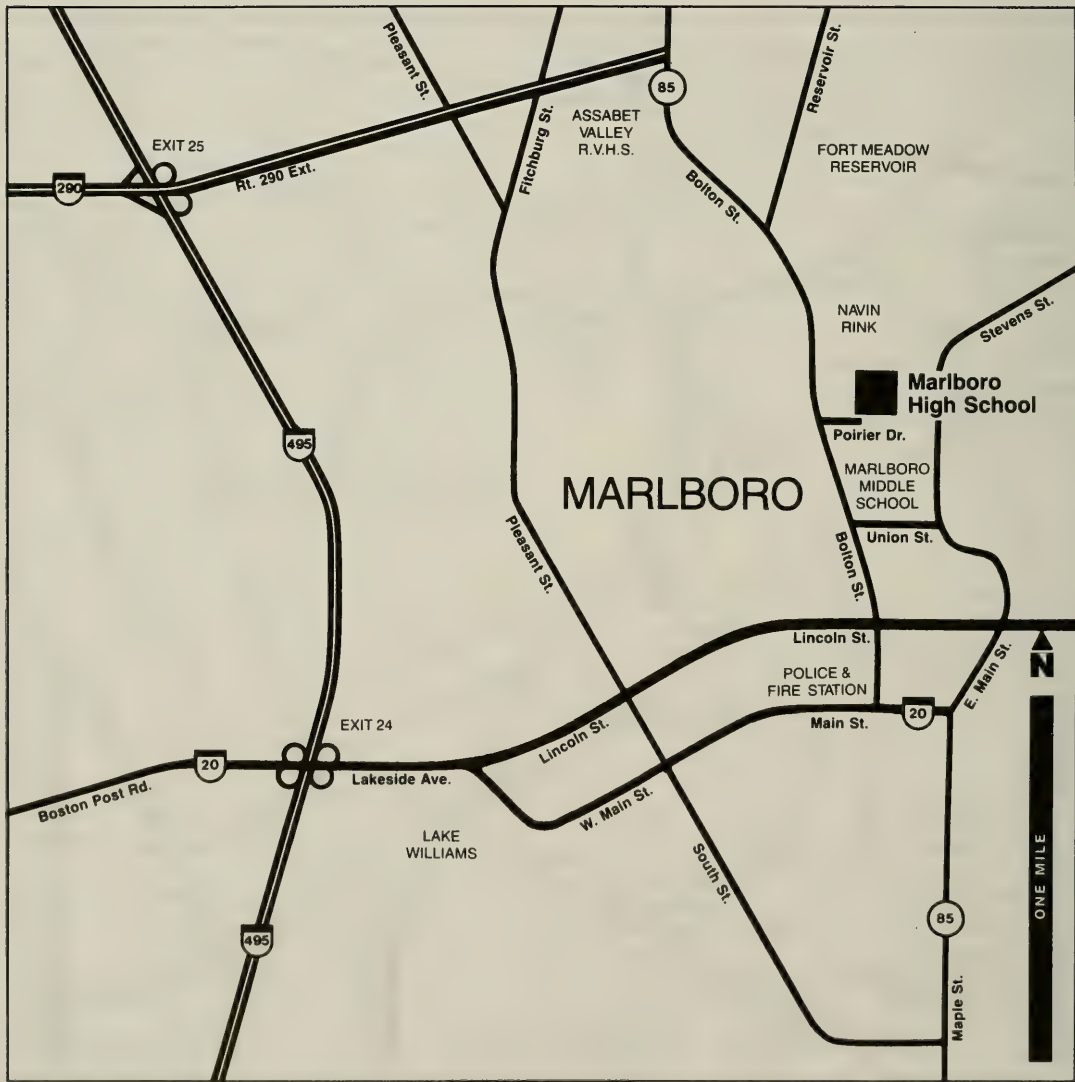 Pleasant St.
Fitchburg St.
85
Reservoir St.
ASSABET
VALLEY
R.V.H.S.
EXIT 25
FORT MEADOW
RESERVOIR
290
Rt. 290 Ext.
Bolton St.
NAVIN
RINK
Stevens St.
Marlboro
High School
495
Poirier Dr.
MARLBORO
MARLBORO
MIDDLE
SCHOOL
Pleasant St.
Union St.
Bolton St.
Lincoln St.
N
POLICE &
FIRE STATION
E. Main St.
20
Main St.
EXIT 24
Lincoln St.
20
Lakeside Ave.
Boston Post Rd.
W. Main St.
LAKE
WILLIAMS
South St.
ONE MILE
85
495
Maple St.